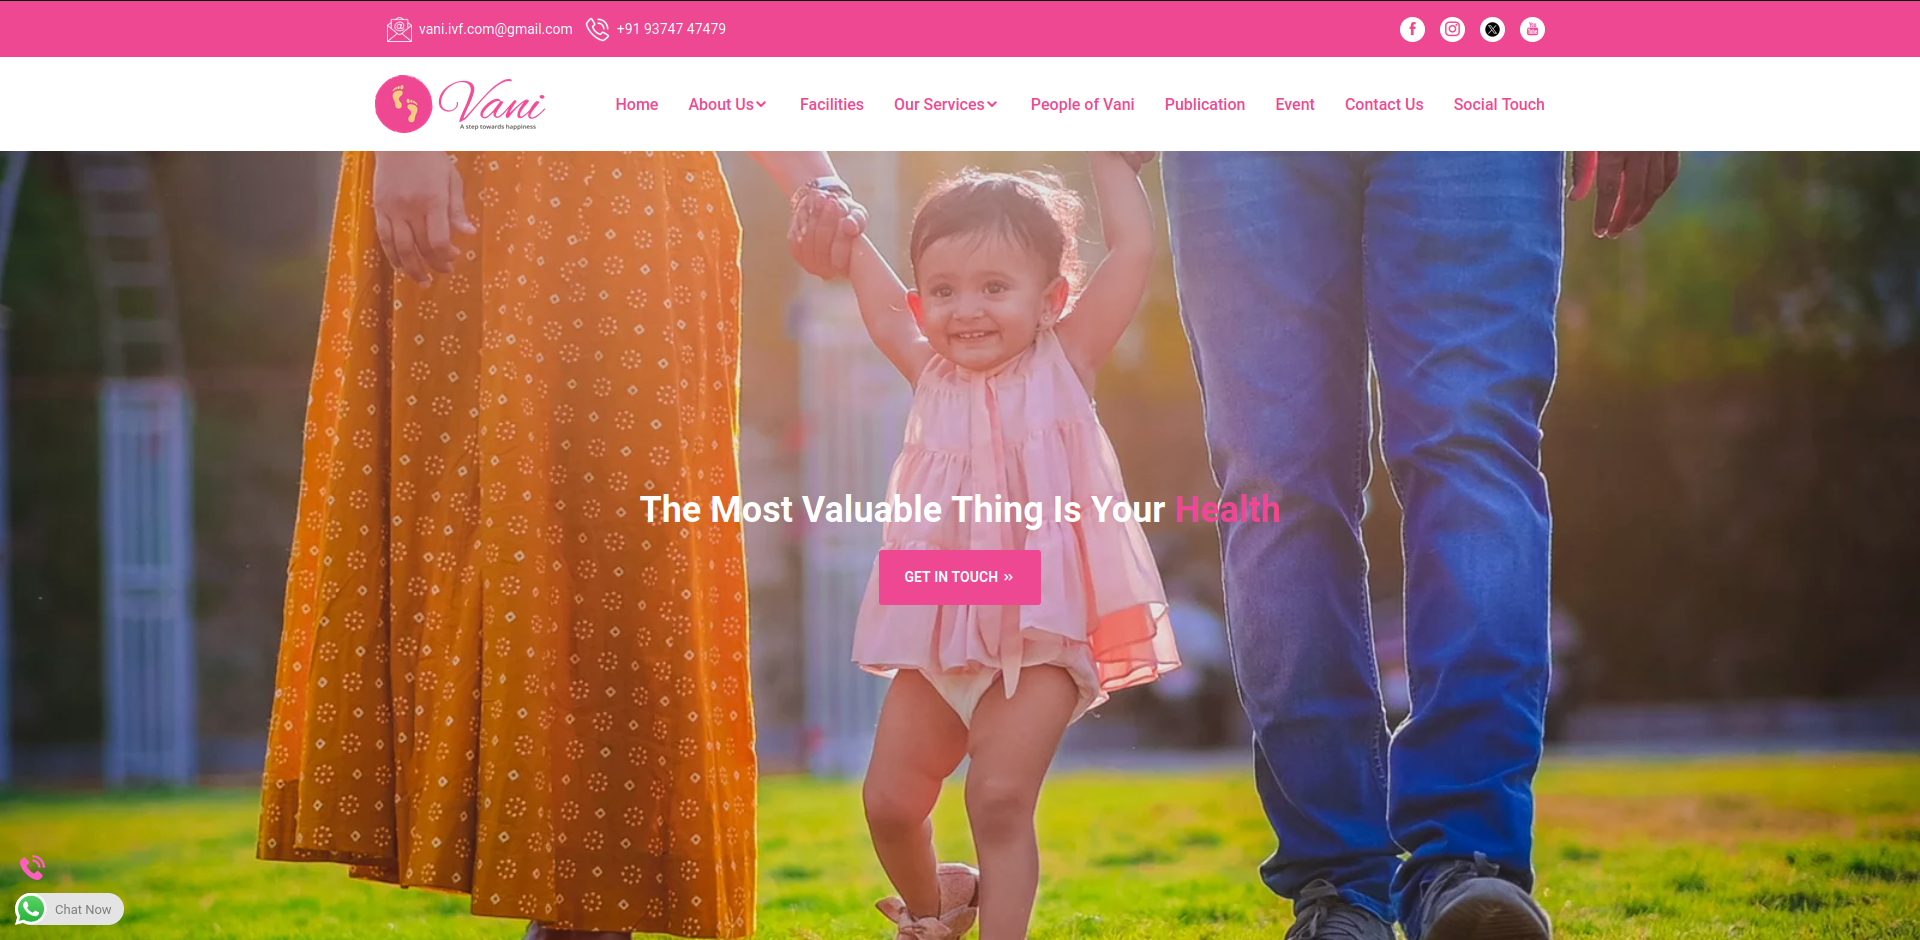 vani.ivf.com@gmail.com +91 93747 47479
Vani
A step towards happiness
Home About Us Facilities Our Services People of Vani Publication Event Contact Us Social Touch
The Most Valuable Thing Is Your Health
GET IN TOUCH »
Chat Now